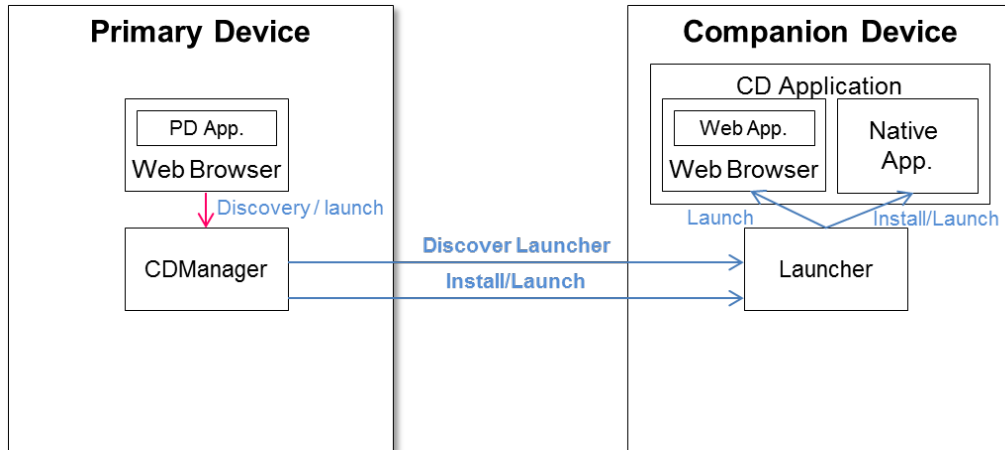 Primary Device
PD App.
Web Browser
Discovery / launch
CDManager
Discover Launcher
Install/Launch
Companion Device
CD Application
Web App.
Web Browser
Native
App.
Launch
Install/Launch
Launcher